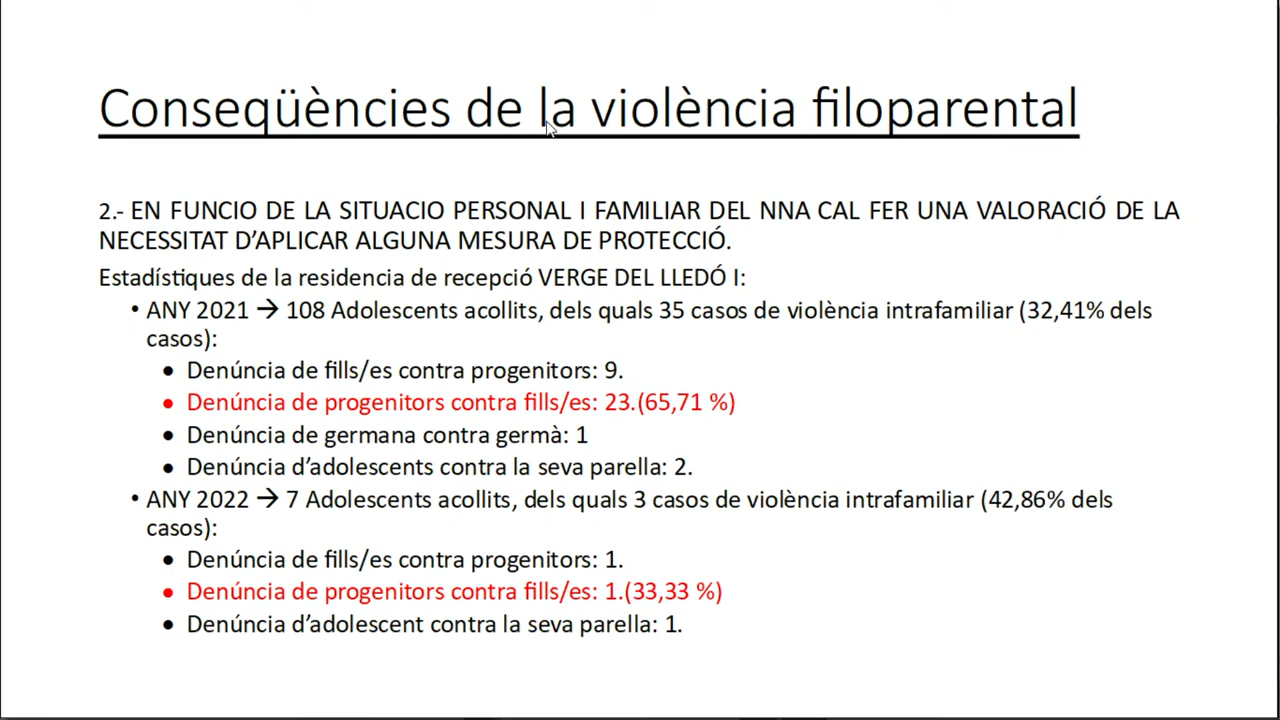 Conseqüències de la violència filoparental
2.- EN FUNCIO DE LA SITUACIO PERSONAL I FAMILIAR DEL NNA CAL FER UNA VALORACIÓ DE LA
NECESSITAT D’APLICAR ALGUNA MESURA DE PROTECCIÓ.
Estadístiques de la residencia de recepció VERGE DEL LLEDÓ I:
• ANY 2021 → 108 Adolescents acollits, dels quals 35 casos de violència intrafamiliar (32,41% dels
casos):
● Denúncia de fills/es contra progenitors: 9.
● Denúncia de progenitors contra fills/es: 23.(65,71 %)
● Denúncia de germana contra germà: 1
● Denúncia d’adolescents contra la seva parella: 2.
• ANY 2022 → 7 Adolescents acollits, dels quals 3 casos de violència intrafamiliar (42,86% dels
casos):
● Denúncia de fills/es contra progenitors: 1.
● Denúncia de progenitors contra fills/es: 1.(33,33 %)
● Denúncia d’adolescent contra la seva parella: 1.